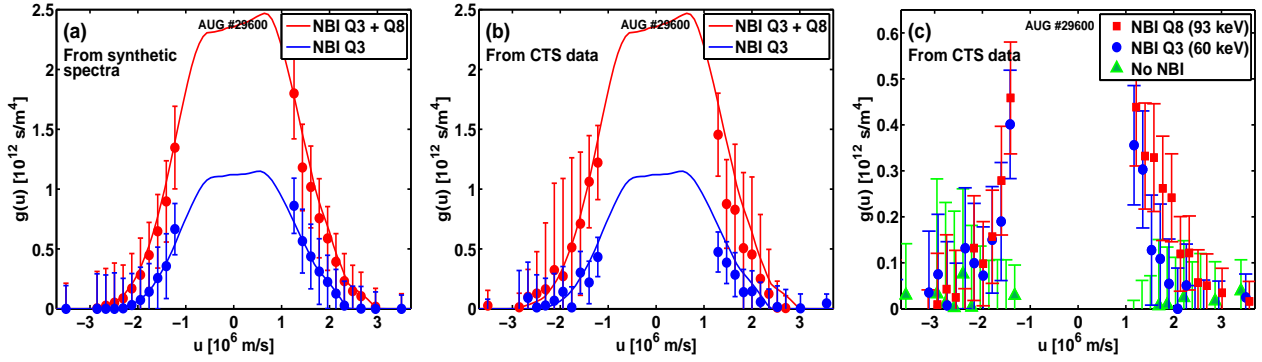 (a)
AUG #29600
NBI Q3 + Q8
NBI Q3
From synthetic
spectra
g(u) [10^12 s/m^4]
2.5
2
1.5
1
0.5
0
−3 −2 −1 0 1 2 3
u [10^6 m/s]
(b)
AUG #29600
NBI Q3 + Q8
NBI Q3
From CTS data
g(u) [10^12 s/m^4]
2.5
2
1.5
1
0.5
0
−3 −2 −1 0 1 2 3
u [10^6 m/s]
(c)
AUG #29600
NBI Q8 (93 keV)
NBI Q3 (60 keV)
No NBI
From CTS data
g(u) [10^12 s/m^4]
0.6
0.5
0.4
0.3
0.2
0.1
0
−3 −2 −1 0 1 2 3
u [10^6 m/s]